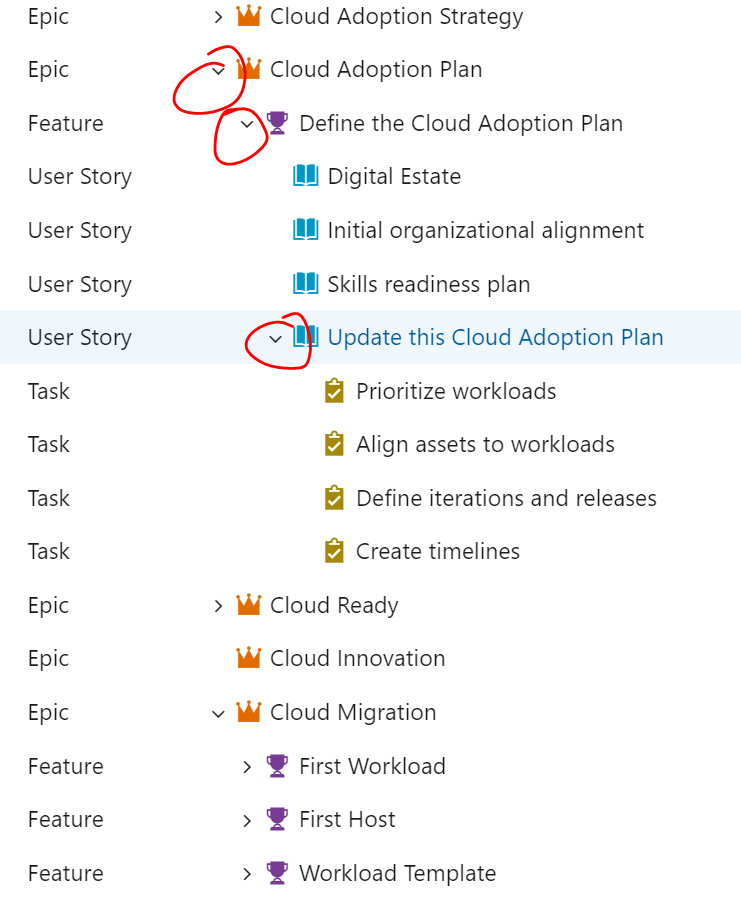 Epic Cloud Adoption Strategy
Epic Cloud Adoption Plan
Feature Define the Cloud Adoption Plan
User Story Digital Estate
User Story Initial organizational alignment
User Story Skills readiness plan
User Story Update this Cloud Adoption Plan
Task Prioritize workloads
Task Align assets to workloads
Task Define iterations and releases
Task Create timelines
Epic Cloud Ready
Epic Cloud Innovation
Epic Cloud Migration
Feature First Workload
Feature First Host
Feature Workload Template